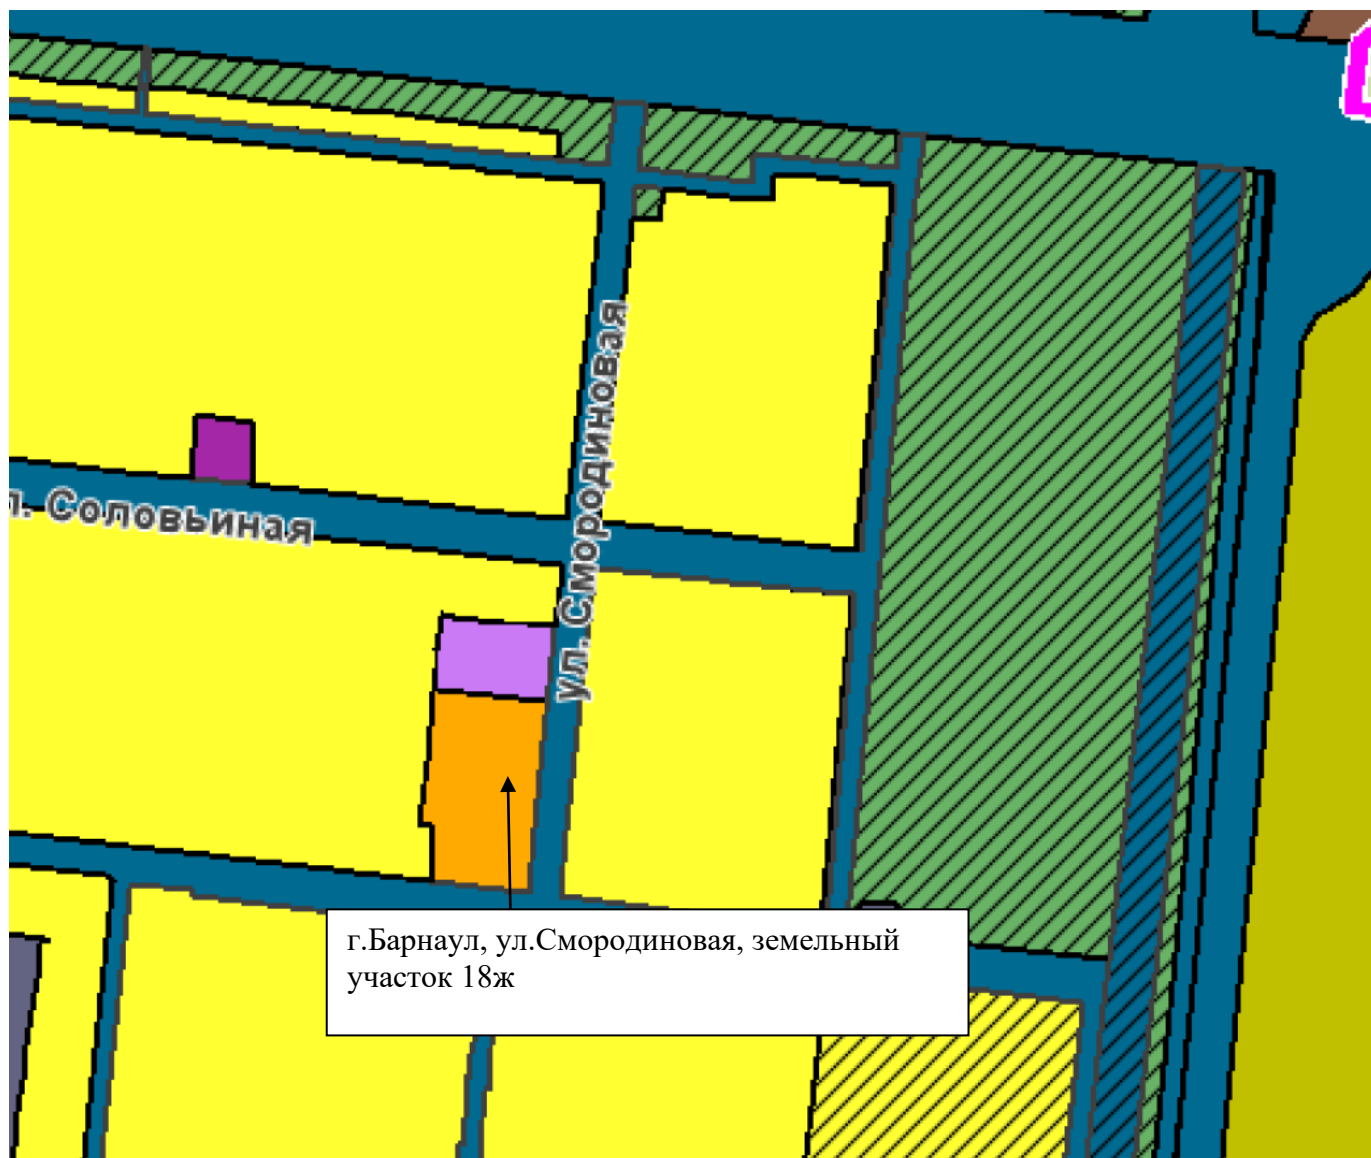 ул. Смородиновая
л. Соловьиная
г.Барнаул, ул.Смородиновая, земельный
участок 18ж